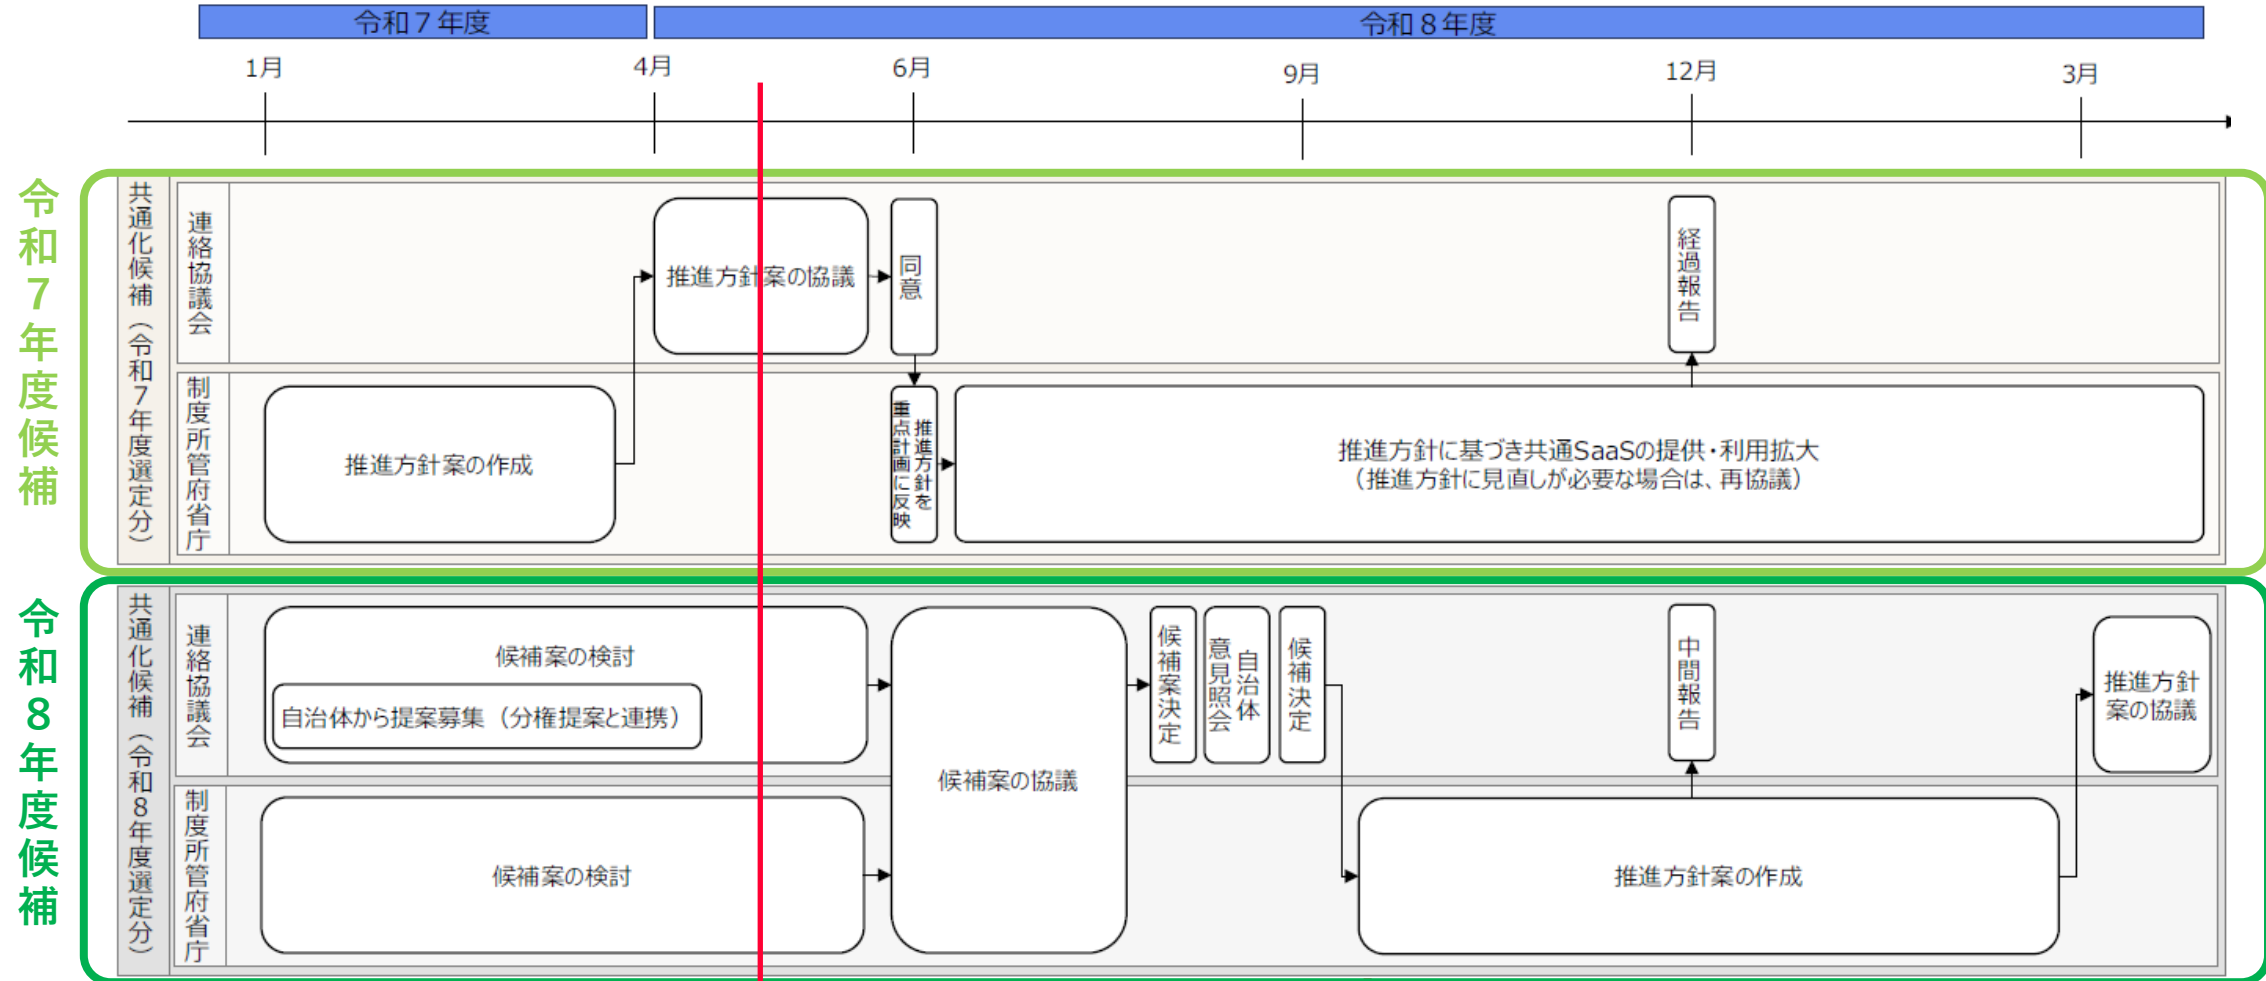 令和７年度
令和８年度
1月
4月
6月
9月
12月
3月
令和７年度候補
共通化候補（令和７年度選定分）
連絡協議会
推進方針案の協議
同意
経過報告
制度所管府省庁
推進方針案の作成
推進方針を
重点計画に反映
推進方針に基づき共通SaaSの提供・利用拡大
（推進方針に見直しが必要な場合は、再協議）
令和８年度候補
共通化候補（令和８年度選定分）
連絡協議会
候補案の検討
自治体から提案募集（分権提案と連携）
候補案の協議
候補案決定
自治体
意見照会
候補決定
中間報告
推進方針
案の協議
制度所管府省庁
候補案の検討
推進方針案の作成